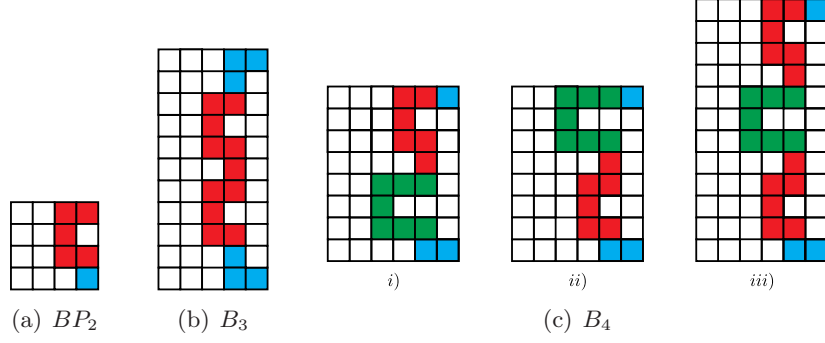 i)
ii)
iii)
(a) BP₂
(b) B₃
(c) B₄